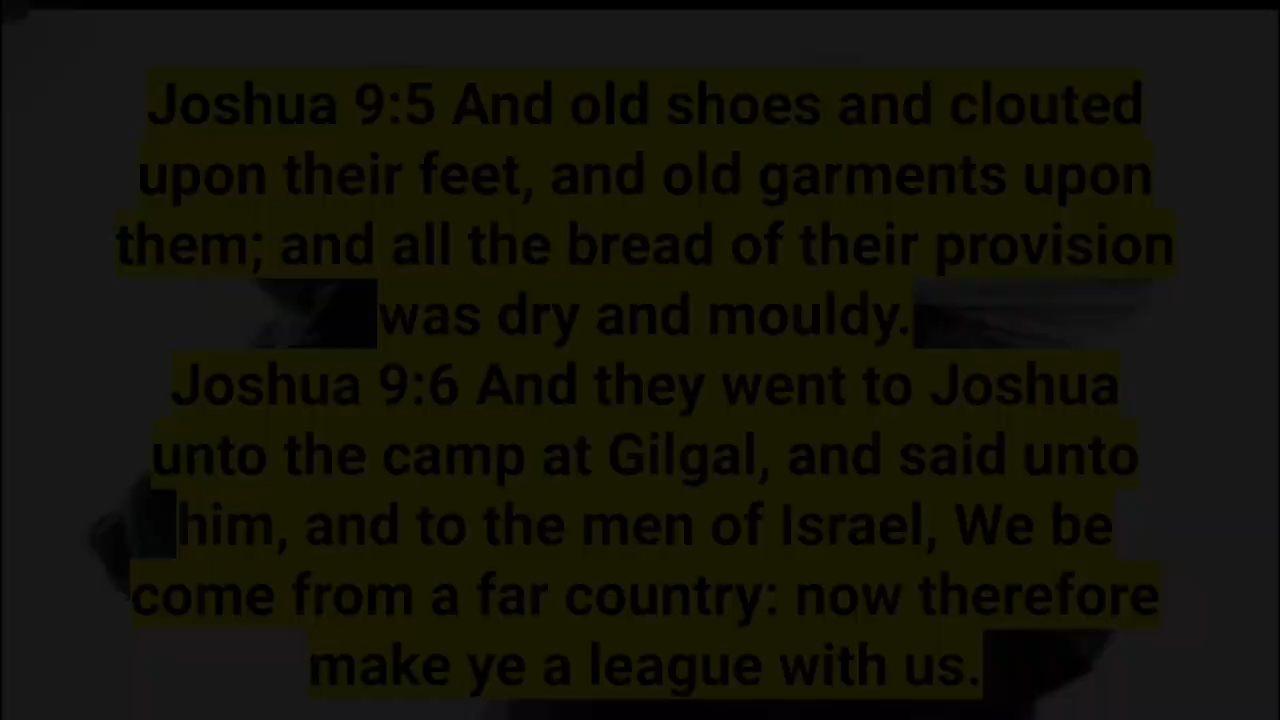 Joshua 9:5 And old shoes and clouted
upon their feet, and old garments upon
them; and all the bread of their provision
was dry and mouldy.
Joshua 9:6 And they went to Joshua
unto the camp at Gilgal, and said unto
him, and to the men of Israel, We be
come from a far country: now therefore
make ye a league with us.